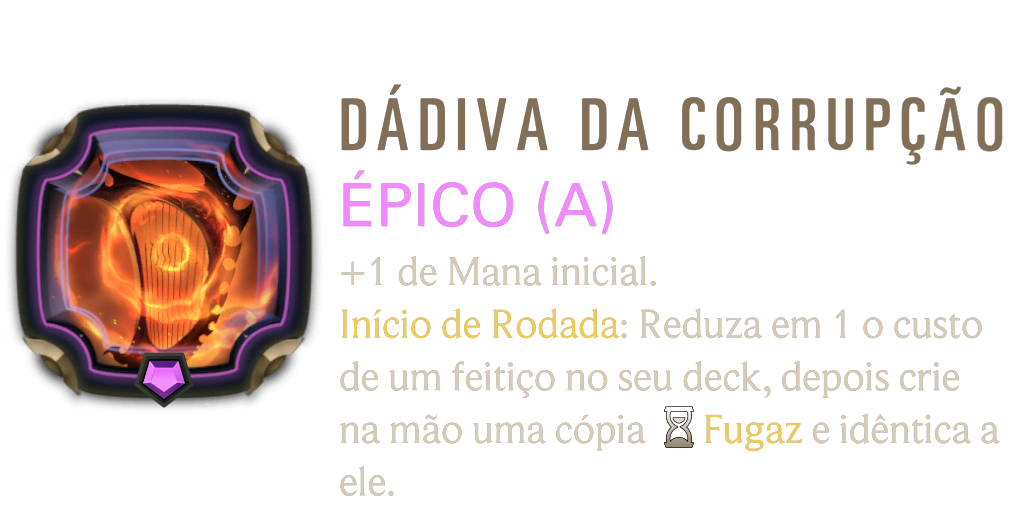 DÁDIVA DA CORRUPÇÃO
ÉPICO (A)
+1 de Mana inicial.
Início de Rodada: Reduza em 1 o custo
de um feitiço no seu deck, depois crie
na mão uma cópia Fugaz e idêntica a
ele.